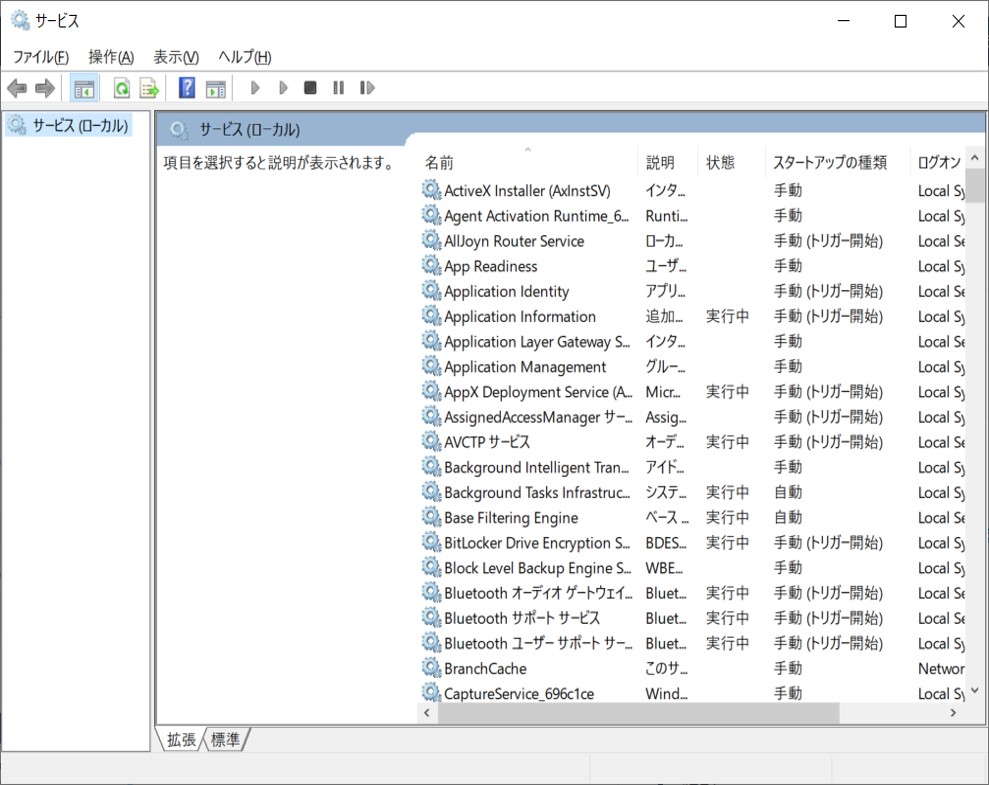 サービス
ファイル(F) 操作(A) 表示(V) ヘルプ(H)
サービス (ローカル)
サービス (ローカル)
項目を選択すると説明が表示されます。
名前 説明 状態 スタートアップの種類 ログオン
ActiveX Installer (AxInstSV) インタ... 手動 Local Sy
Agent Activation Runtime_6... Runti... 手動 Local Sy
AllJoyn Router Service ローカ... 手動 (トリガー開始) Local Se
App Readiness ユーザ... 手動 Local Sy
Application Identity アプリ... 手動 (トリガー開始) Local Se
Application Information 追加... 実行中 手動 (トリガー開始) Local Sy
Application Layer Gateway S... インタ... 手動 Local Se
Application Management グルー... 手動 Local Sy
AppX Deployment Service (A... Micr... 実行中 手動 (トリガー開始) Local Sy
AssignedAccessManager サー... Assig... 手動 (トリガー開始) Local Sy
AVCTP サービス オーデ... 実行中 手動 (トリガー開始) Local Se
Background Intelligent Tran... アイド... 手動 Local Sy
Background Tasks Infrastruc... システ... 実行中 自動 Local Sy
Base Filtering Engine ベース ... 実行中 自動 Local Se
BitLocker Drive Encryption S... BDES... 実行中 手動 (トリガー開始) Local Sy
Block Level Backup Engine S... WBE... 手動 Local Sy
Bluetooth オーディオ ゲートウェイ... Bluet... 実行中 手動 (トリガー開始) Local Se
Bluetooth サポート サービス Bluet... 実行中 手動 (トリガー開始) Local Se
Bluetooth ユーザー サポート サー... Bluet... 実行中 手動 (トリガー開始) Local Sy
BranchCache このサ... 手動 Networ
CaptureService_696c1ce Wind... 手動 Local Sy
拡張 標準